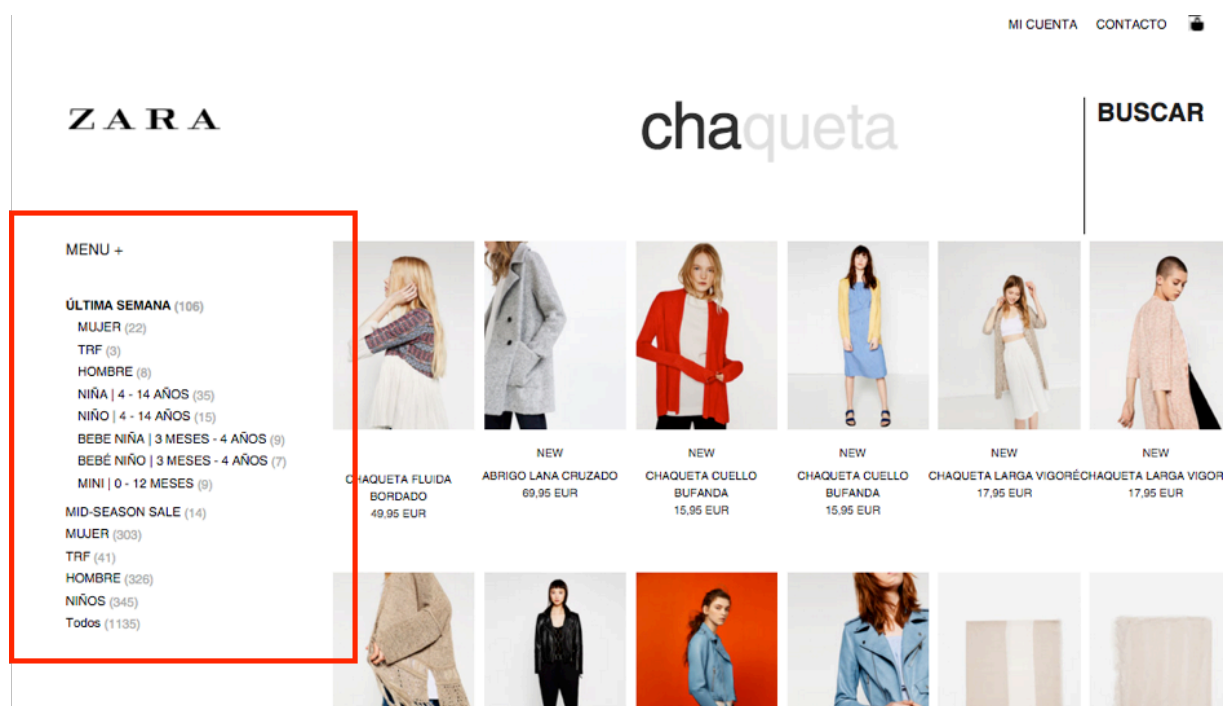 MI CUENTA CONTACTO
ZARA
chaqueta
BUSCAR
MENU +
ÚLTIMA SEMANA (106)
MUJER (22)
TRF (3)
HOMBRE (8)
NIÑA | 4 - 14 AÑOS (35)
NIÑO | 4 - 14 AÑOS (15)
BEBE NIÑA | 3 MESES - 4 AÑOS (9)
BEBÉ NIÑO | 3 MESES - 4 AÑOS (7)
MINI | 0 - 12 MESES (9)
MID-SEASON SALE (14)
MUJER (303)
TRF (41)
HOMBRE (326)
NIÑOS (345)
Todos (1135)
CHAQUETA FLUIDA
BORDADO
49,95 EUR
NEW
ABRIGO LANA CRUZADO
69,95 EUR
NEW
CHAQUETA CUELLO
BUFANDA
15,95 EUR
NEW
CHAQUETA CUELLO
BUFANDA
15,95 EUR
NEW
CHAQUETA LARGA VIGORÉ
17,95 EUR
NEW
CHAQUETA LARGA VIGOR
17,95 EUR